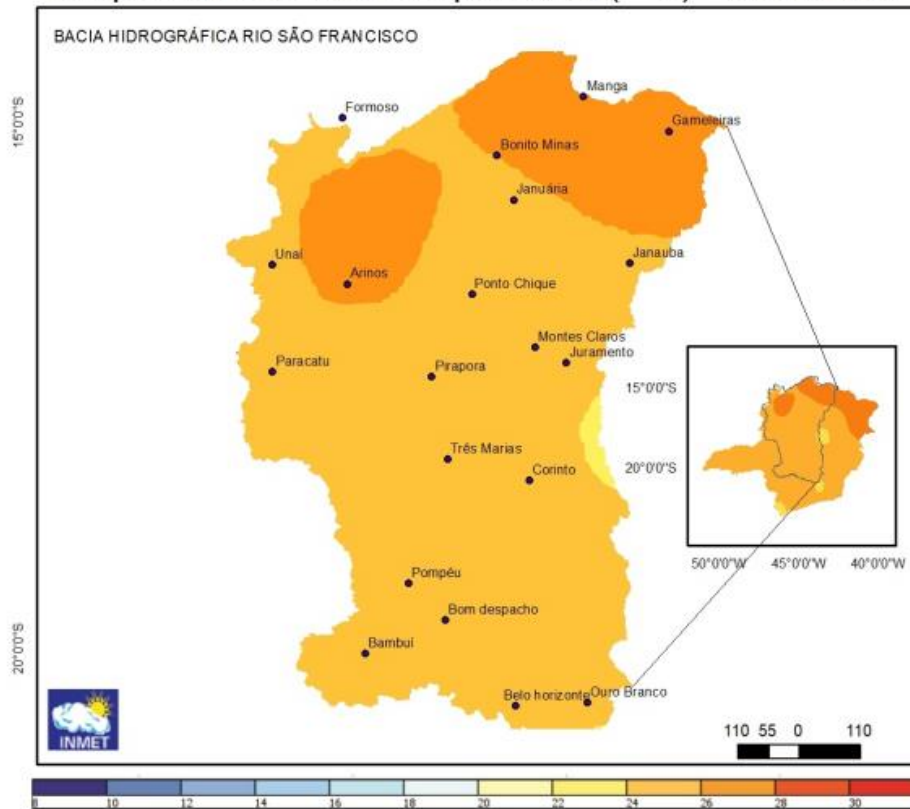 BACIA HIDROGRÁFICA RIO SÃO FRANCISCO
Manga
Formoso
15°0'0"S
Gameleiras
Bonito Minas
Januária
Unaí
Janauba
Arinos
Ponto Chique
Montes Claros
Juramento
Paracatu
Pirapora
15°0'0"S
Três Marias
20°0'0"S
Corinto
50°0'0"W 45°0'0"W 40°0'0"W
Pompéu
Bom despacho
20°0'0"S
Bambuí
Belo horizonte
Ouro Branco
INMET
110 55 0 110
8 10 12 14 16 18 20 22 24 26 28 30